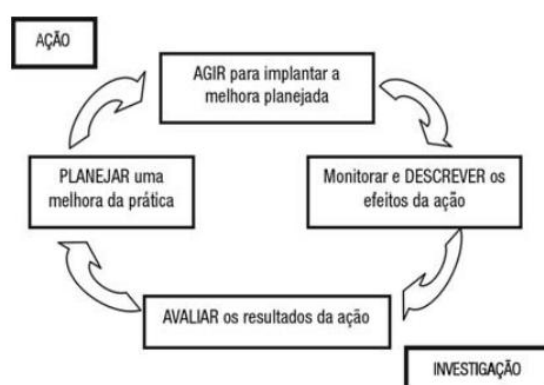 AÇÃO
AGIR para implantar a
melhora planejada
PLANEJAR uma
melhora da prática
Monitorar e DESCREVER os
efeitos da ação
AVALIAR os resultados da ação
INVESTIGAÇÃO